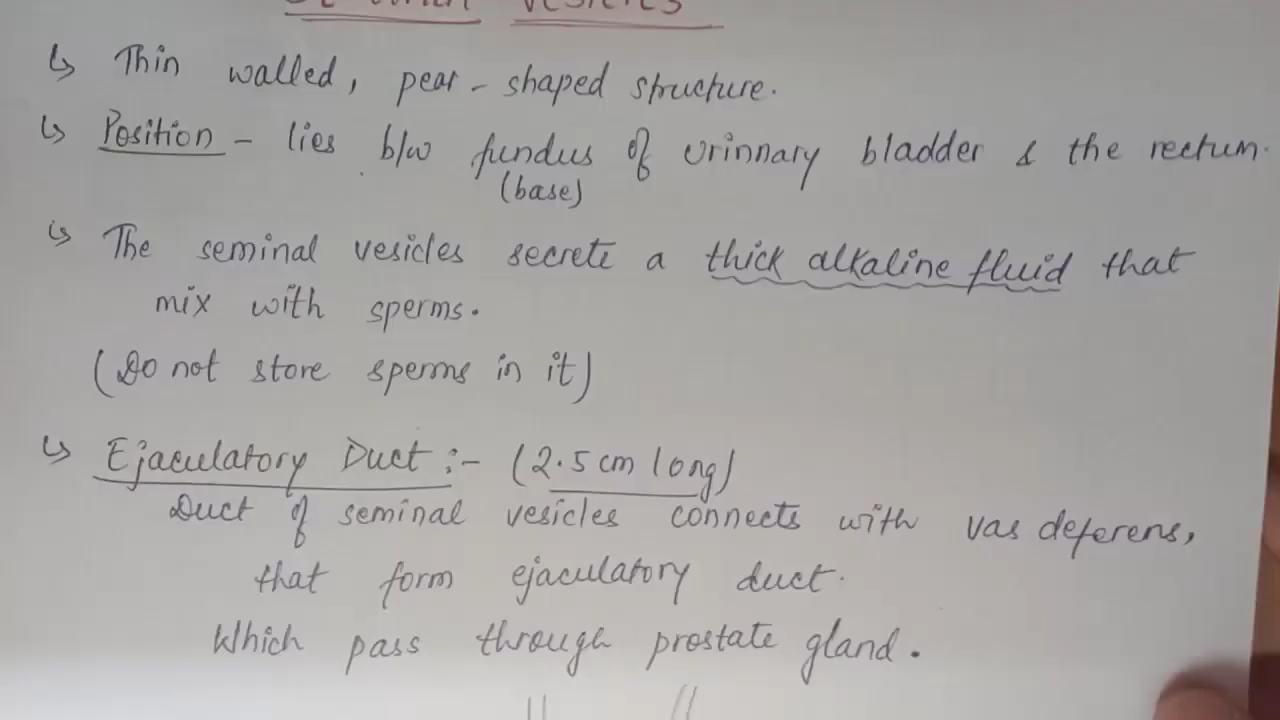 Vesicles
↳ Thin walled, pear - shaped structure.
↳ Position - lies b/w fundus of urinnary bladder & the rectum.
(base)
↳ The seminal vesicles secrete a thick alkaline fluid that
mix with sperms.
(Do not store sperms in it)
↳ Ejaculatory Duct :- (2.5 cm long)
Duct of seminal vesicles connects with vas deferens,
that form ejaculatory duct.
Which pass through prostate gland.